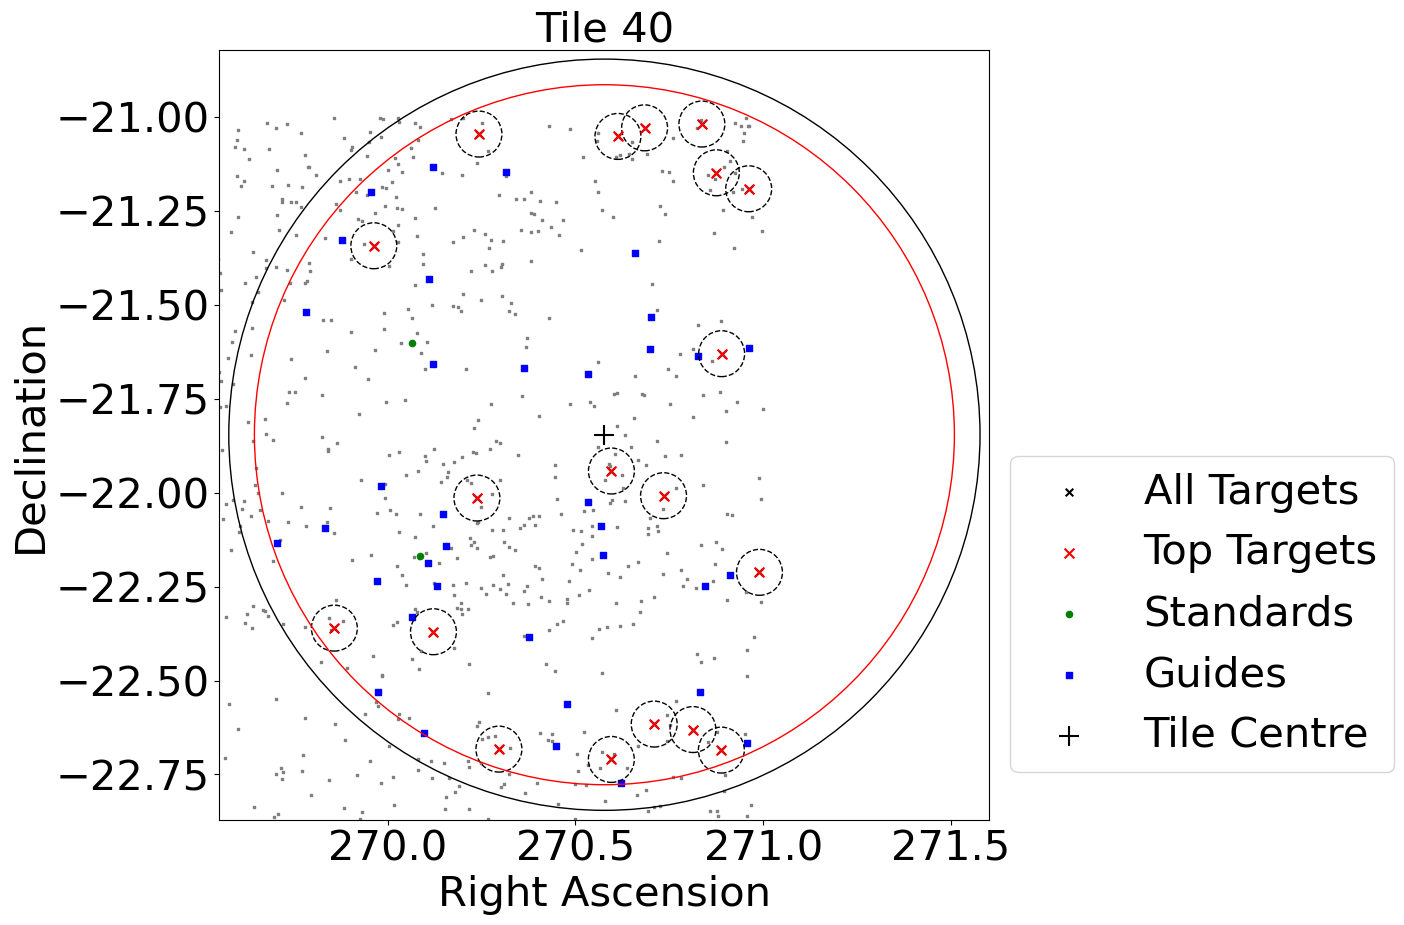 Tile 40
−21.00
−21.25
−21.50
−21.75
−22.00
−22.25
−22.50
−22.75
Declination
270.0 270.5 271.0 271.5
Right Ascension
All Targets
Top Targets
Standards
Guides
Tile Centre